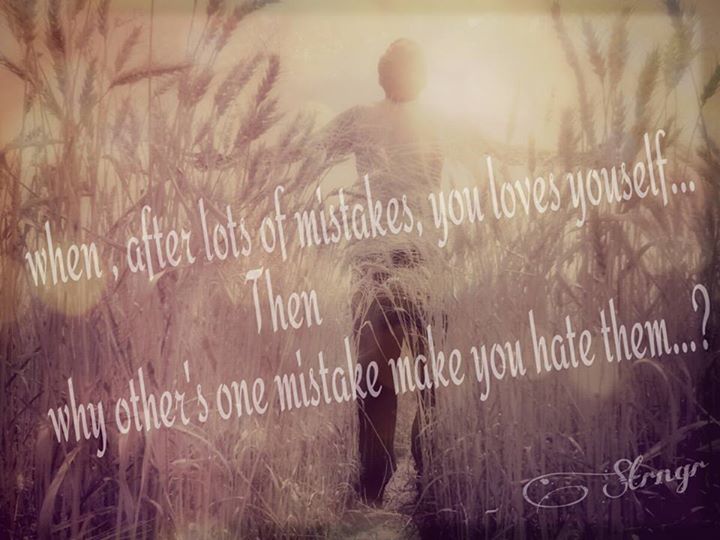 when , after lots of mistakes, you loves youself...
Then
why other's one mistake make you hate them...?
Strngr